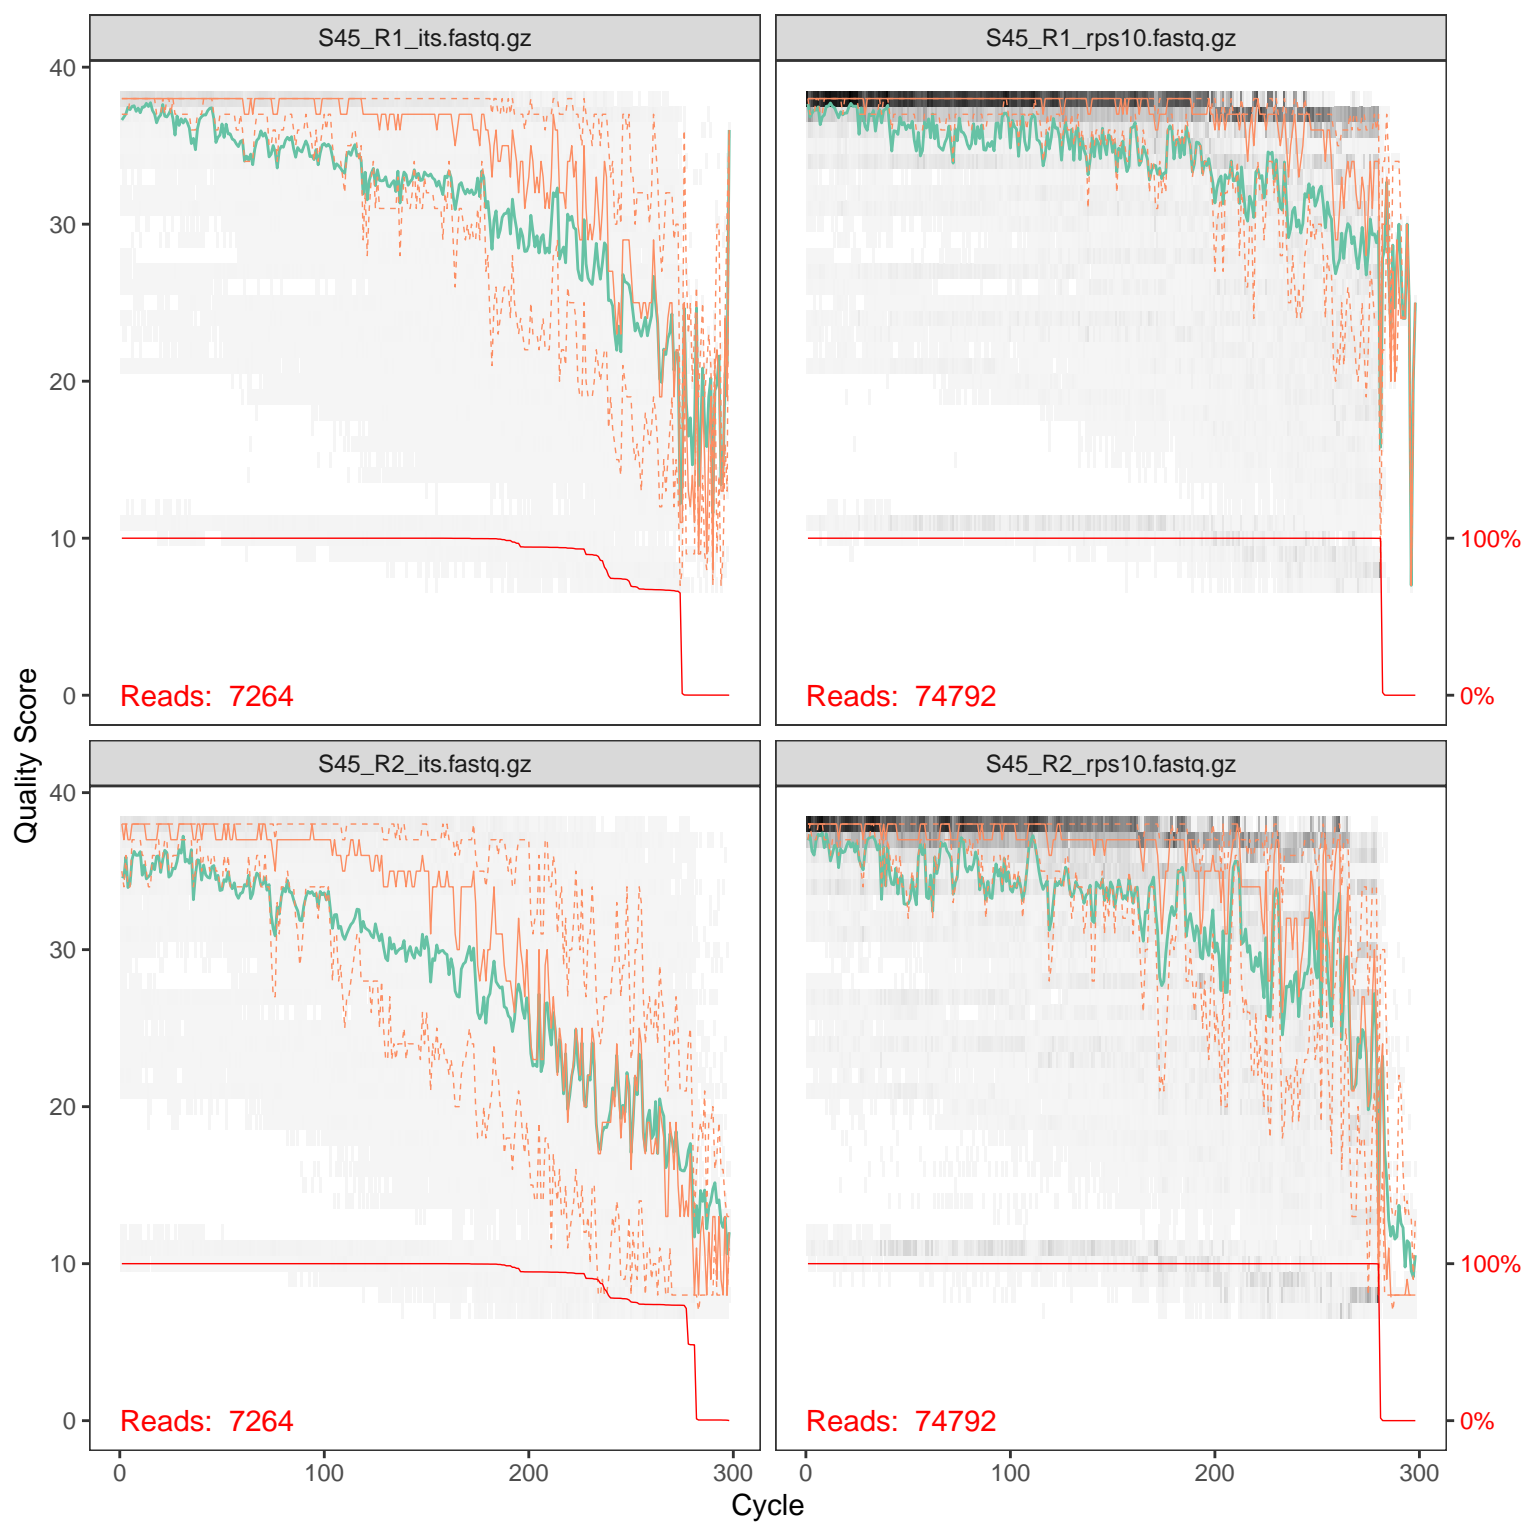 S45_R1_its.fastq.gz
S45_R1_rps10.fastq.gz
40
30
20
10
0
100%
0%
Reads: 7264
Reads: 74792
Quality Score
S45_R2_its.fastq.gz
S45_R2_rps10.fastq.gz
40
30
20
10
0
100%
0%
Reads: 7264
Reads: 74792
0 100 200 300
0 100 200 300
Cycle